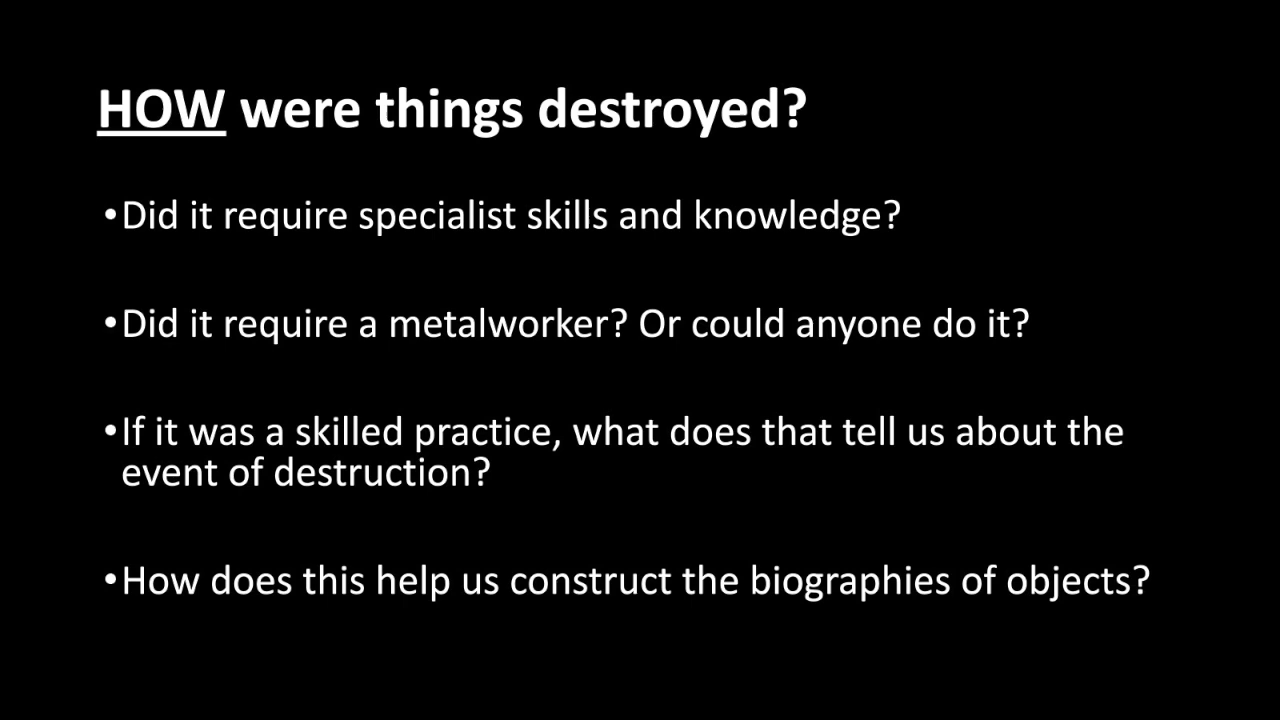 HOW were things destroyed?
•Did it require specialist skills and knowledge?
•Did it require a metalworker? Or could anyone do it?
•If it was a skilled practice, what does that tell us about the
event of destruction?
•How does this help us construct the biographies of objects?